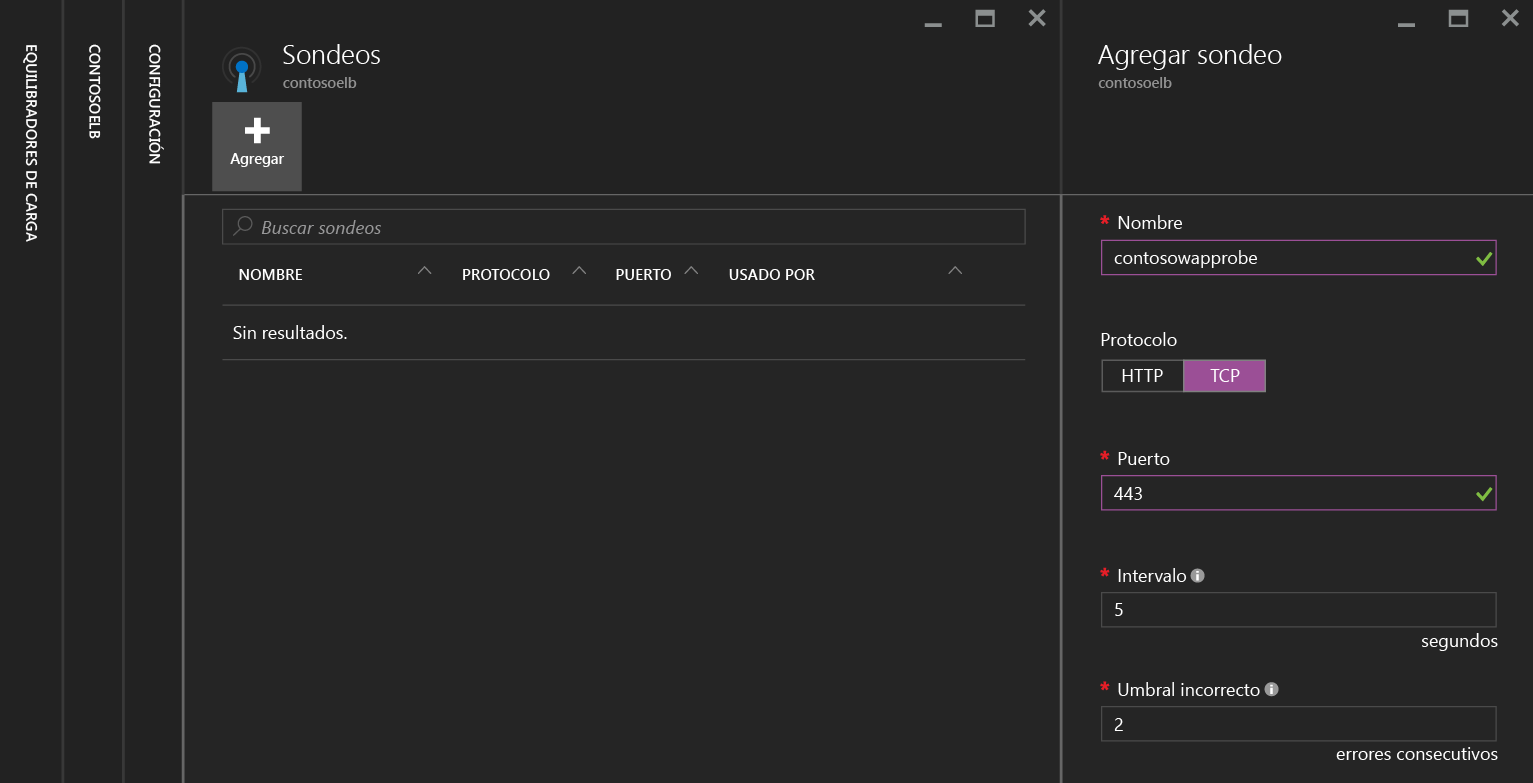 EQUILIBRADORES DE CARGA
CONTOSOELB
CONFIGURACIÓN
Sondeos
contosoelb
Agregar
Buscar sondeos
NOMBRE PROTOCOLO PUERTO USADO POR
Sin resultados.
Agregar sondeo
contosoelb
* Nombre
contosowapprobe
Protocolo
HTTP TCP
* Puerto
443
* Intervalo
5
segundos
* Umbral incorrecto
2
errores consecutivos